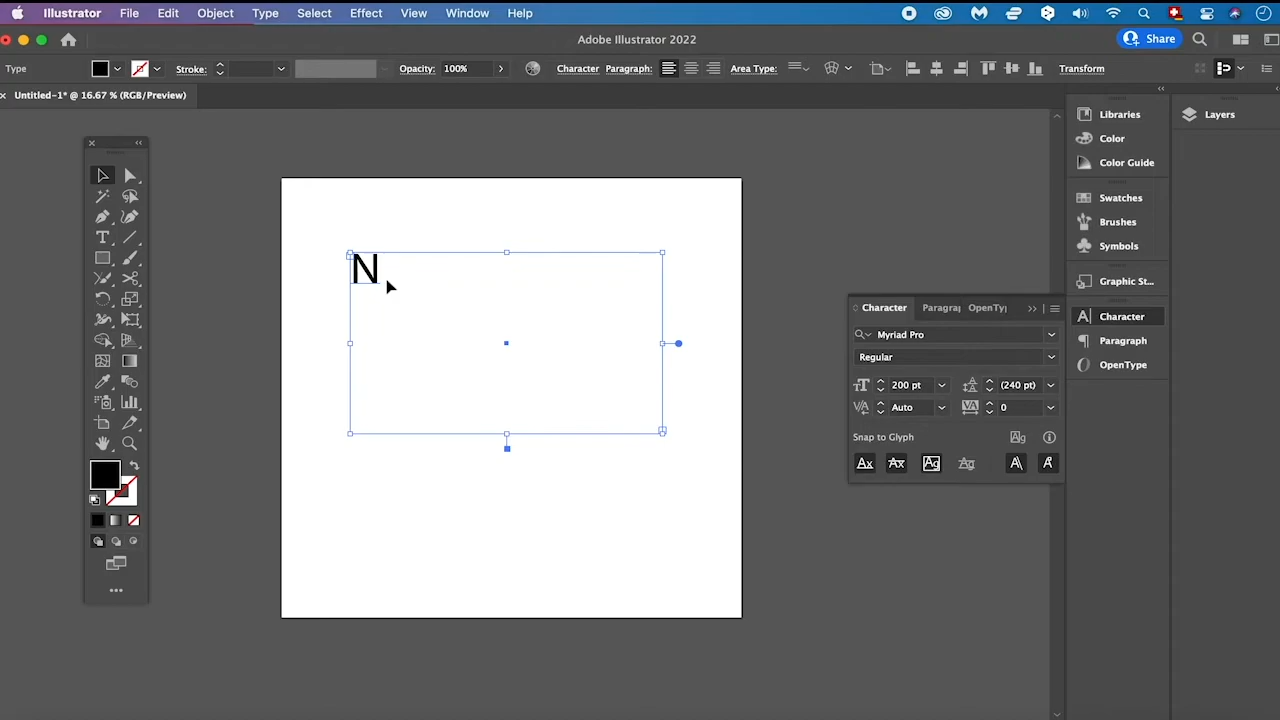 Illustrator File Edit Object Type Select Effect View Window Help
Adobe Illustrator 2022
Share
Type Stroke: Opacity: 100% Character Paragraph: Area Type: Transform
Untitled-1* @ 16.67 % (RGB/Preview)
Libraries
Layers
Color
Color Guide
Swatches
Brushes
Symbols
Graphic St...
Character
Paragraph
OpenType
N
Character Paragraj OpenTy
Myriad Pro
Regular
200 pt (240 pt)
Auto 0
Snap to Glyph